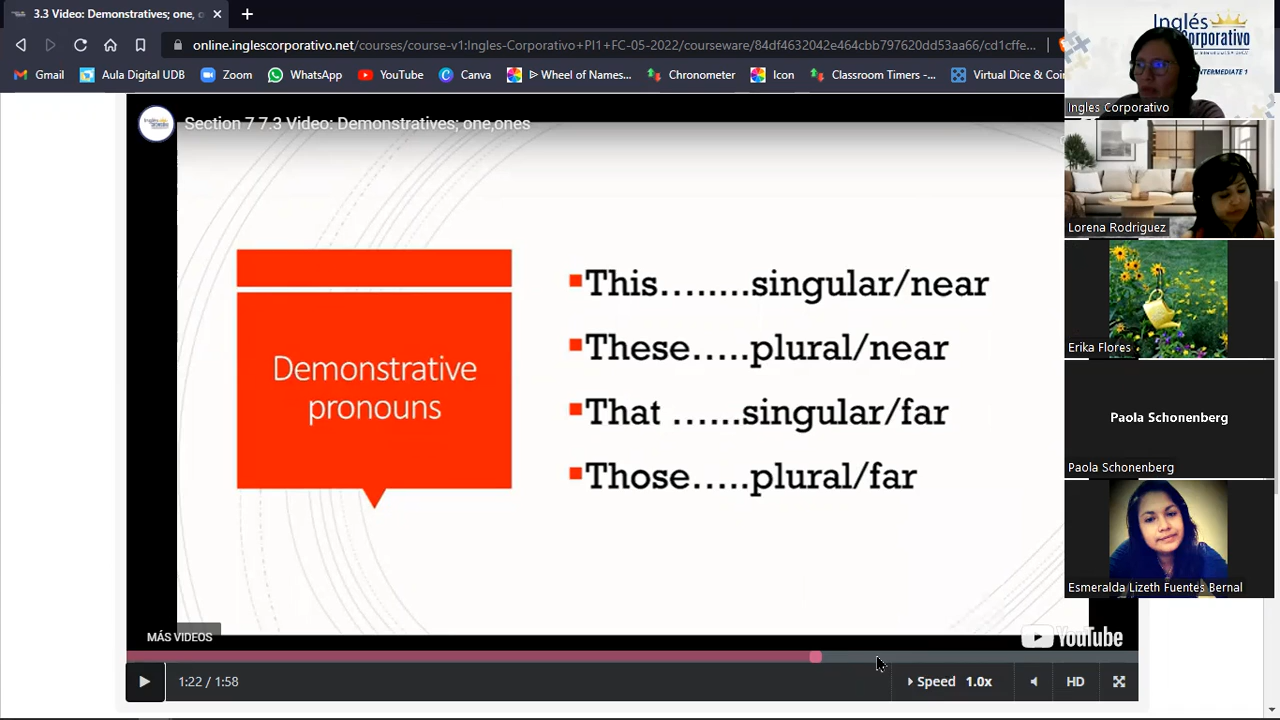 3.3 Video: Demonstratives; one, o
online.inglescorporativo.net/courses/course-v1:Ingles-Corporativo+PI1+FC-05-2022/courseware/84df4632042e464cbb797620dd53aa66/cd1cffe...
Gmail
Aula Digital UDB
Zoom
WhatsApp
YouTube
Canva
Wheel of Names...
Chronometer
Icon
Classroom Timers -...
Virtual Dice & Coin
Section 7 7.3 Video: Demonstratives; one,ones
Demonstrative
pronouns
This........singular/near
These.....plural/near
That ......singular/far
Those.....plural/far
MÁS VIDEOS
YouTube
1:22 / 1:58
Speed 1.0x
HD
Inglés
Corporativo
INTERMEDIATE 1
Ingles Corporativo
Lorena Rodriguez
Erika Flores
Paola Schonenberg
Paola Schonenberg
Esmeralda Lizeth Fuentes Bernal